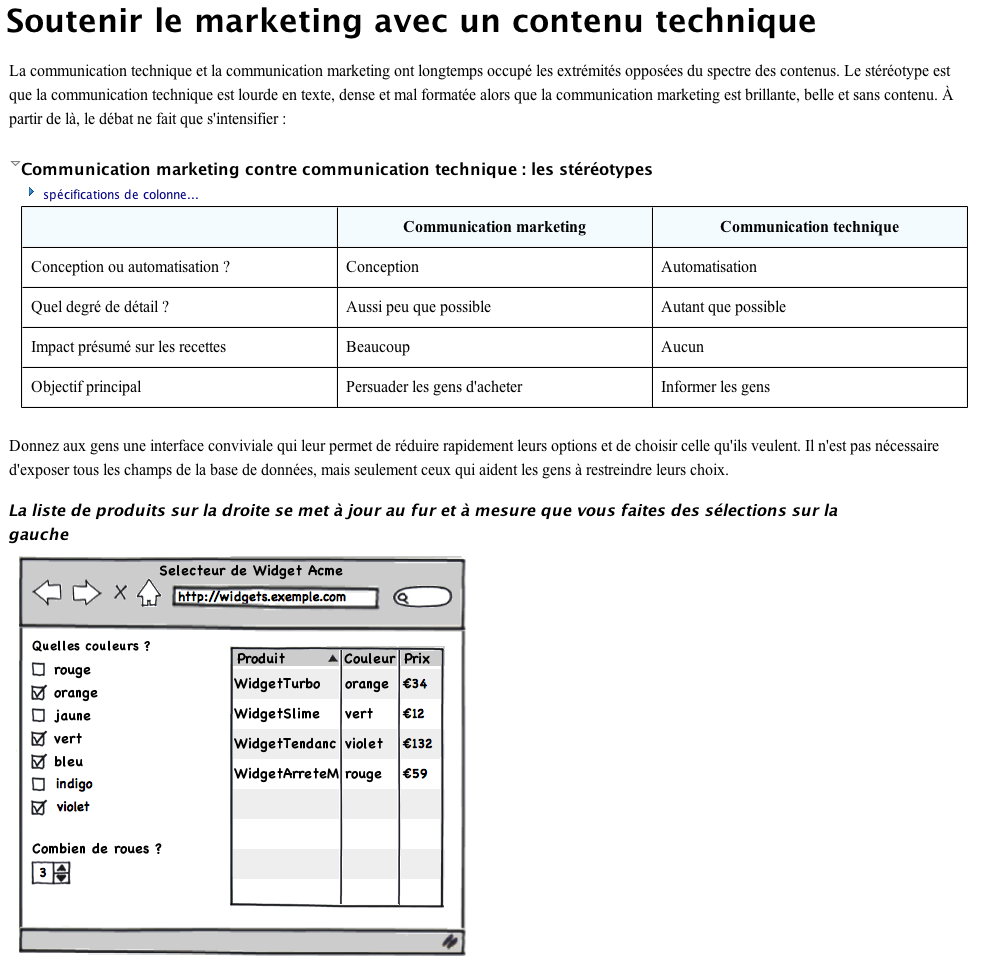 Soutenir le marketing avec un contenu technique
La communication technique et la communication marketing ont longtemps occupé les extrémités opposées du spectre des contenus. Le stéréotype est
que la communication technique est lourde en texte, dense et mal formatée alors que la communication marketing est brillante, belle et sans contenu. À
partir de là, le débat ne fait que s'intensifier :
Communication marketing contre communication technique : les stéréotypes
spécifications de colonne...
Communication marketing Communication technique
Conception ou automatisation ? Conception Automatisation
Quel degré de détail ? Aussi peu que possible Autant que possible
Impact présumé sur les recettes Beaucoup Aucun
Objectif principal Persuader les gens d'acheter Informer les gens
Donnez aux gens une interface conviviale qui leur permet de réduire rapidement leurs options et de choisir celle qu'ils veulent. Il n'est pas nécessaire
d'exposer tous les champs de la base de données, mais seulement ceux qui aident les gens à restreindre leurs choix.
La liste de produits sur la droite se met à jour au fur et à mesure que vous faites des sélections sur la
gauche
Selecteur de Widget Acme
http://widgets.exemple.com
Quelles couleurs ?
rouge
orange
jaune
vert
bleu
indigo
violet
Combien de roues ?
3
Produit Couleur Prix
WidgetTurbo orange €34
WidgetSlime vert €12
WidgetTendanc violet €132
WidgetArreteM rouge €59